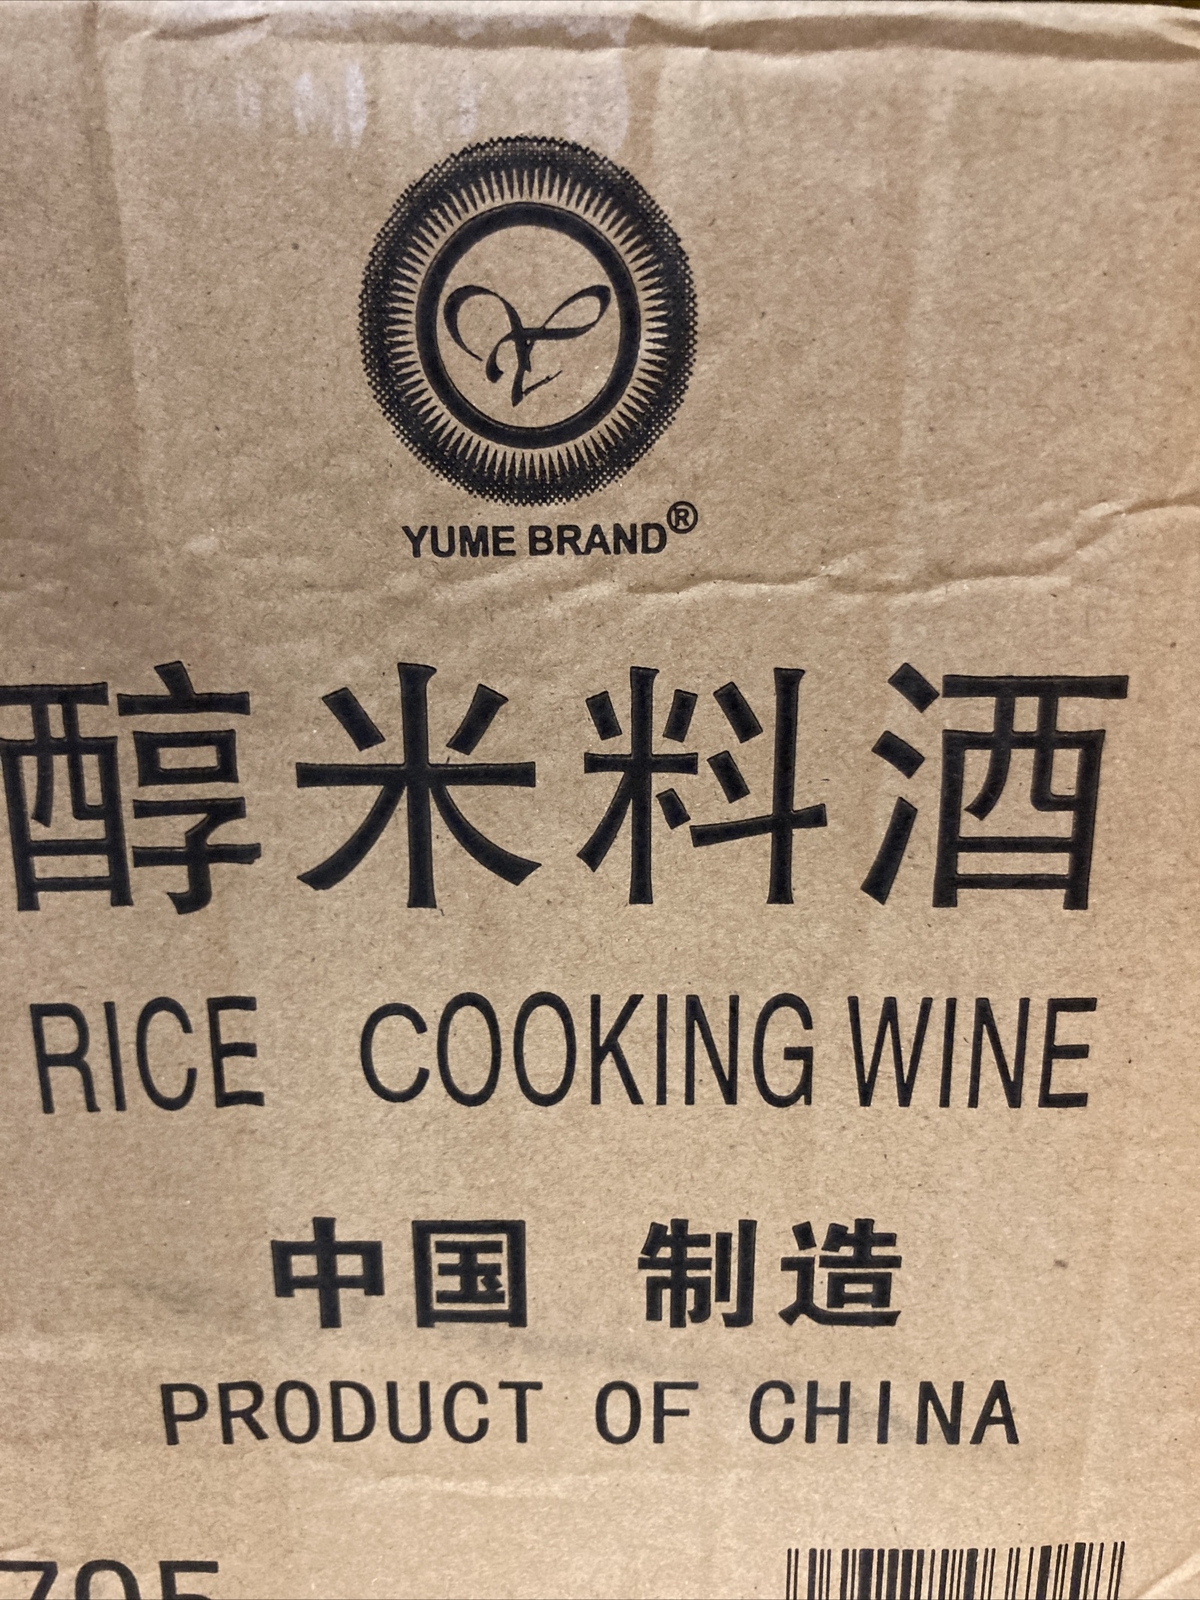 YUME BRAND®
醇米料酒
RICE COOKING WINE
中国 制造
PRODUCT OF CHINA